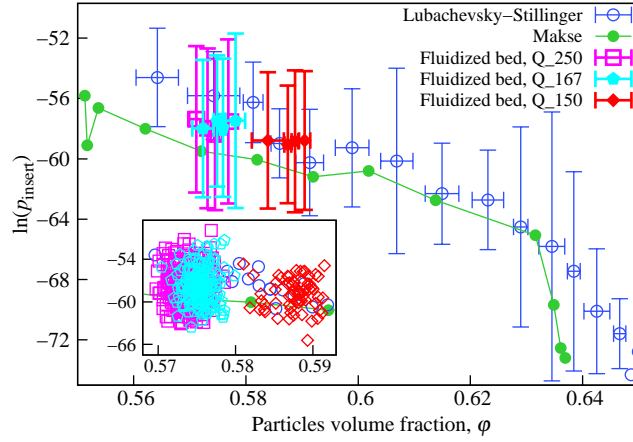 Lubachevsky−Stillinger
Makse
Fluidized bed, Q_250
Fluidized bed, Q_167
Fluidized bed, Q_150
ln(p_insert)
−52
−56
−60
−64
−68
−72
−54
−60
−66
0.57 0.58 0.59
0.56 0.58 0.6 0.62 0.64
Particles volume fraction, φ